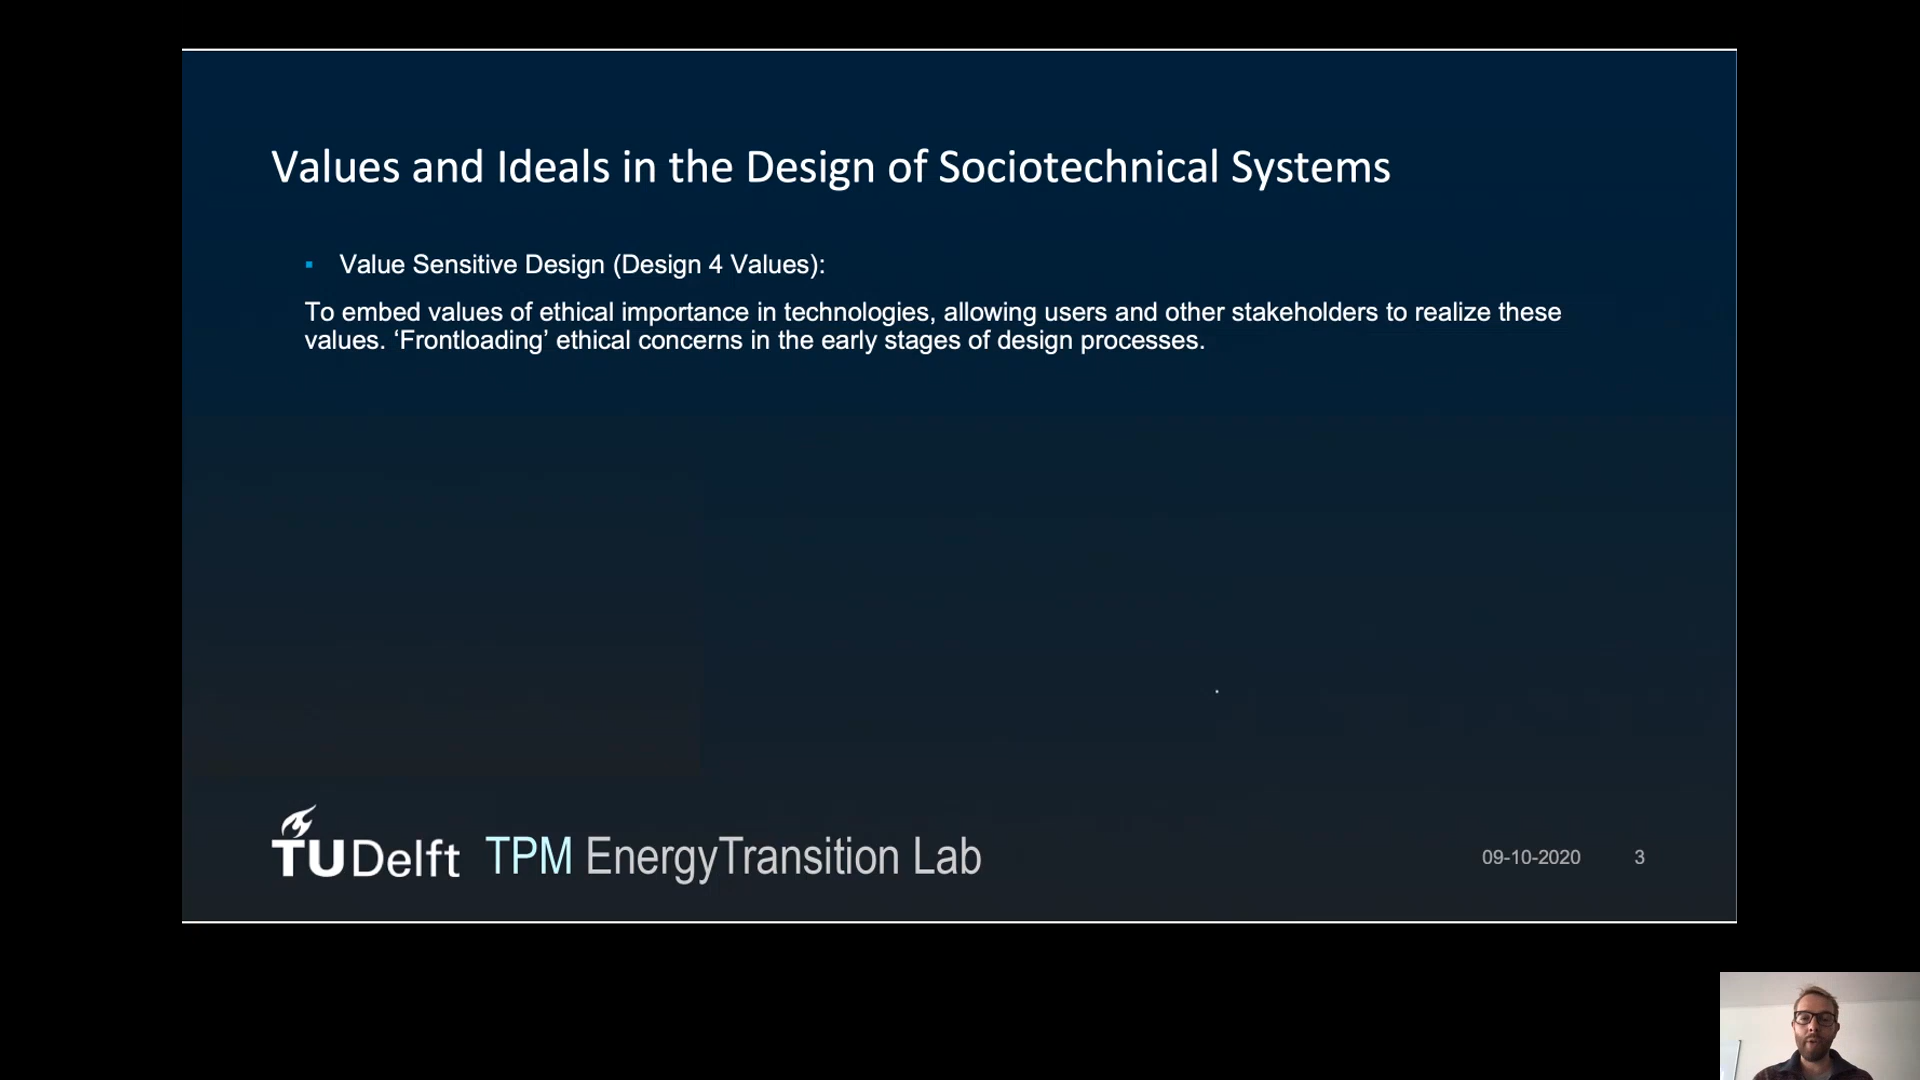 Values and Ideals in the Design of Sociotechnical Systems
▪ Value Sensitive Design (Design 4 Values):
To embed values of ethical importance in technologies, allowing users and other stakeholders to realize these
values. ‘Frontloading’ ethical concerns in the early stages of design processes.
TUDelft TPM EnergyTransition Lab
09-10-2020 3